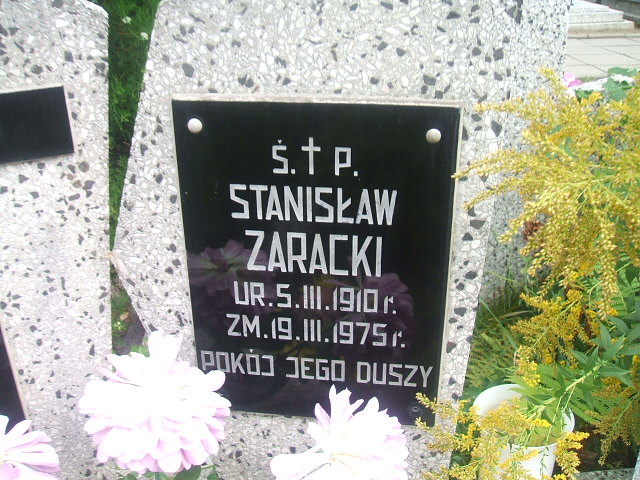 Ś.†P.
STANISŁAW
ZARACKI
UR.5.III.1910 r.
ZM.19.III.1975 r.
POKÓJ JEGO DUSZY